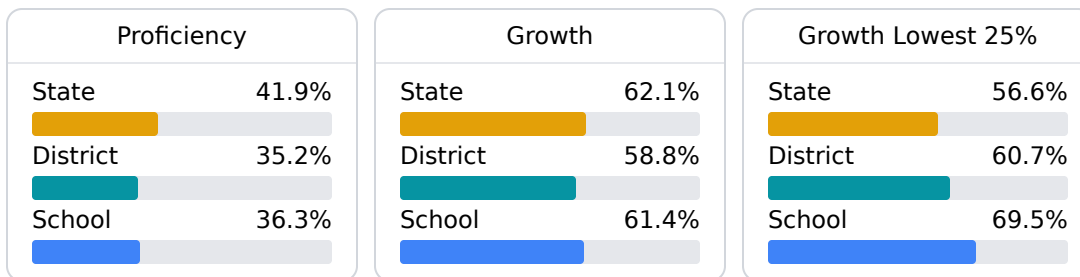 Proficiency
State 41.9%
District 35.2%
School 36.3%
Growth
State 62.1%
District 58.8%
School 61.4%
Growth Lowest 25%
State 56.6%
District 60.7%
School 69.5%